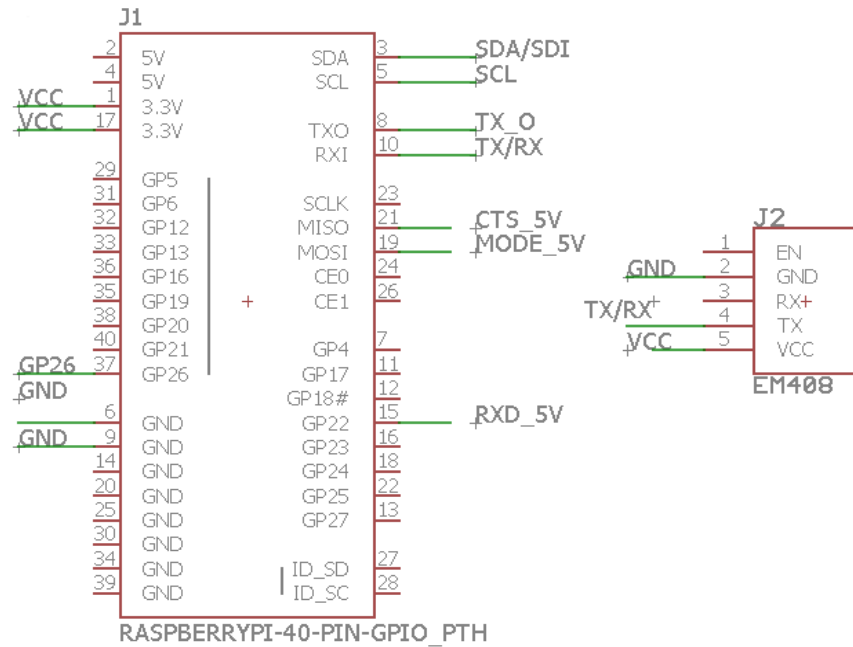 J1
2 5V SDA 3 SDA/SDI
4 5V SCL 5 SCL
VCC 1 3.3V
VCC 17 3.3V TXO 8 TX_O
RXI 10 TX/RX
29 GP5
31 GP6 SCLK 23
32 GP12 MISO 21 CTS_5V
33 GP13 MOSI 19 MODE_5V
36 GP16 CE0 24
35 GP19 CE1 26
38 GP20
40 GP21 GP4 7
GP26 37 GP26 GP17 11
GND GP18# 12
6 GND GP22 15 RXD_5V
GND 9 GND GP23 16
14 GND GP24 18
20 GND GP25 22
25 GND GP27 13
30 GND
34 GND ID_SD 27
39 GND ID_SC 28
RASPBERRYPI-40-PIN-GPIO_PTH
J2
1 EN
GND 2 GND
3 RX
TX/RX 4 TX
VCC 5 VCC
EM408